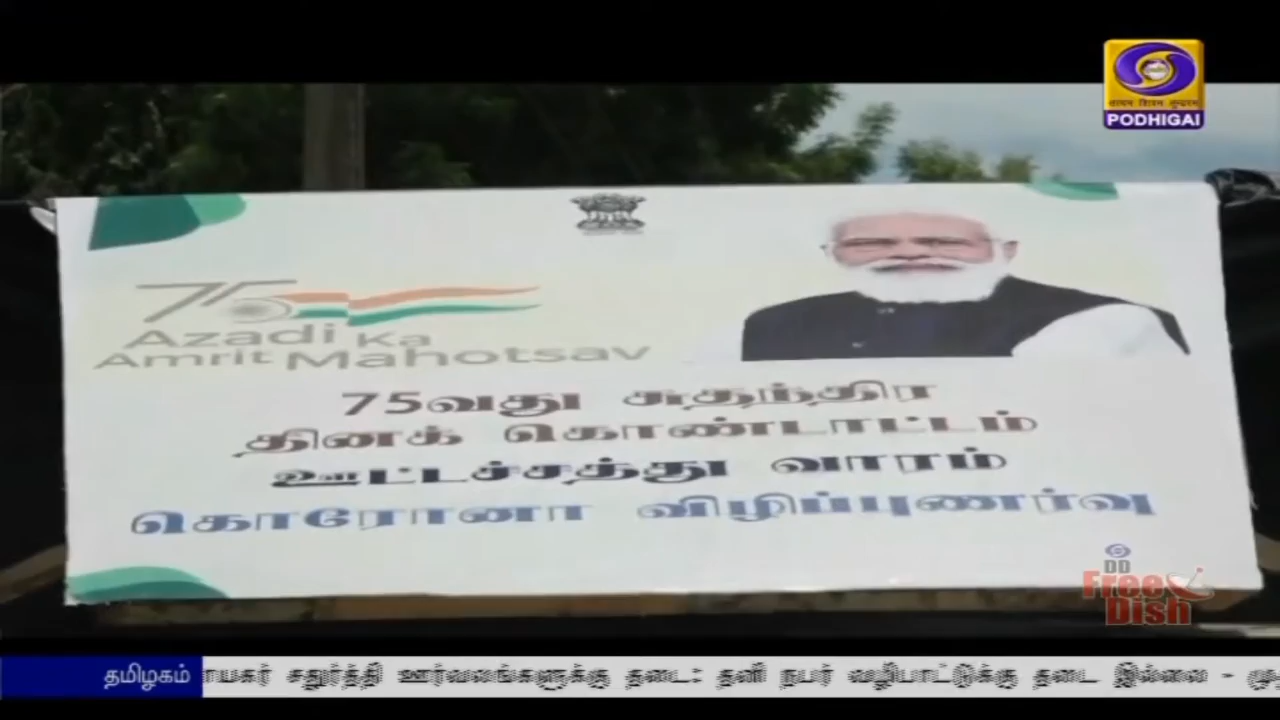 PODHIGAI
75
Azadi Ka
Amrit Mahotsav
75வது சுதந்திர
தினக் கொண்டாட்டம்
ஊட்டச்சத்து வாரம்
கொரோனா விழிப்புணர்வு
DD
Free
Dish
தமிழகம்
ாயகர் சதுர்த்தி ஊர்வலங்களுக்கு தடை: தனி நபர் வழிபாட்டுக்கு தடை இல்லை - மு